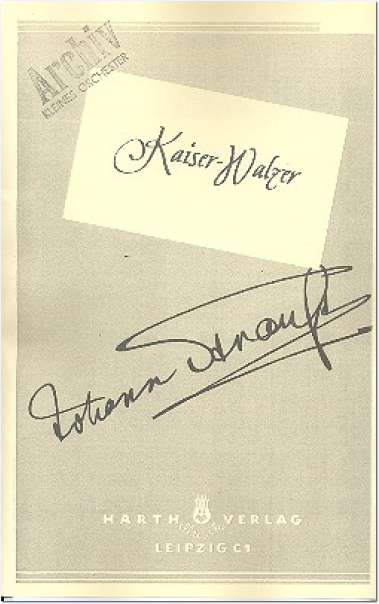 Archiv
KLEINES ORCHESTER
Kaiser-Walzer
Johann Strauß
HARTH VERLAG
LEIPZIG C1